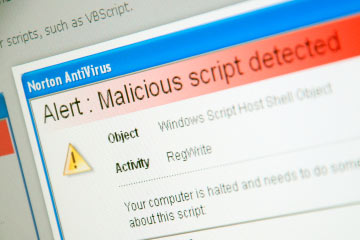 r scripts, such as VBScript.
Norton AntiVirus
Alert : Malicious script detected
Object Windows Script Host Shell Object
Activity RegWrite
Your computer is halted and needs to do som
about this script: